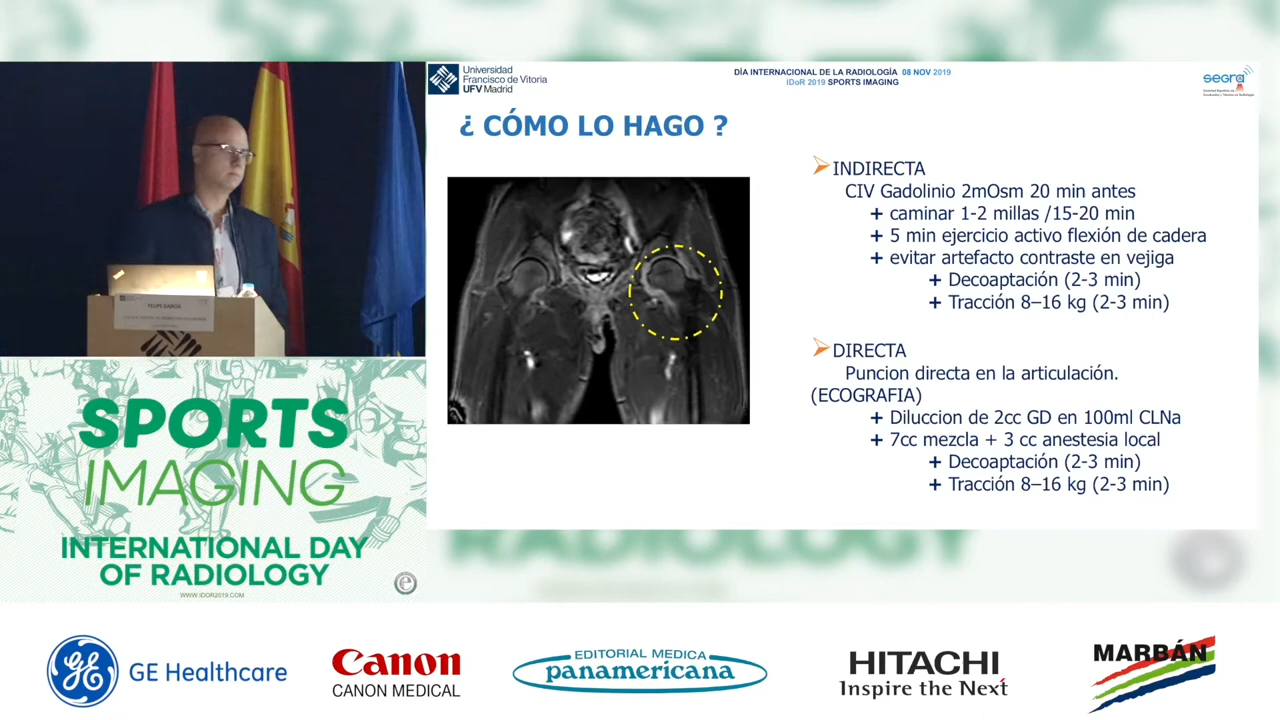 Universidad
Francisco de Vitoria
UFV Madrid
DÍA INTERNACIONAL DE LA RADIOLOGÍA 08 NOV 2019
IDoR 2019 SPORTS IMAGING
segra
¿ CÓMO LO HAGO ?
INDIRECTA
CIV Gadolinio 2mOsm 20 min antes
+ caminar 1-2 millas /15-20 min
+ 5 min ejercicio activo flexión de cadera
+ evitar artefacto contraste en vejiga
+ Decoaptación (2-3 min)
+ Tracción 8–16 kg (2-3 min)
DIRECTA
Puncion directa en la articulación.
(ECOGRAFIA)
+ Diluccion de 2cc GD en 100ml CLNa
+ 7cc mezcla + 3 cc anestesia local
+ Decoaptación (2-3 min)
+ Tracción 8–16 kg (2-3 min)
FELIPE GARCÍA
SPORTS
IMAGING
INTERNATIONAL DAY
OF RADIOLOGY
WWW.IDOR2019.COM
RADIOLOGY
GE GE Healthcare
Canon
CANON MEDICAL
EDITORIAL MEDICA
panamericana
HITACHI
Inspire the Next
MARBÁN